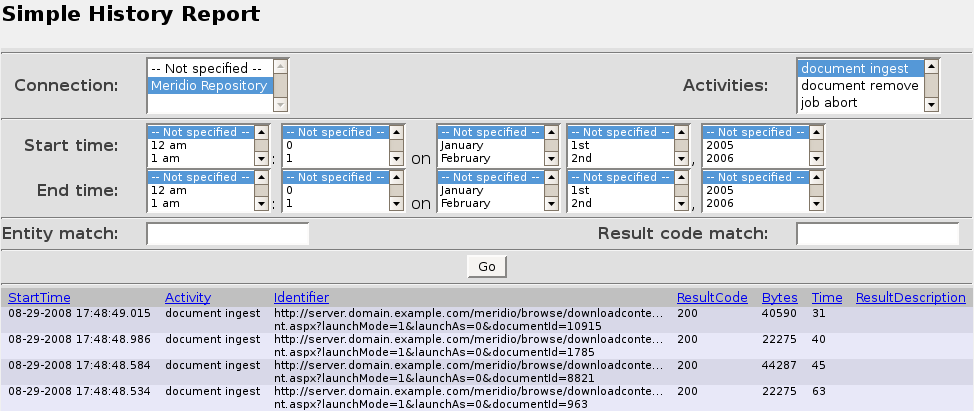 Simple History Report
Connection: -- Not specified -- Meridio Repository Activities: document ingest document remove job abort
Start time: -- Not specified -- 12 am 1 am : -- Not specified -- 0 1 on -- Not specified -- January February -- Not specified -- 1st 2nd , -- Not specified -- 2005 2006
End time: -- Not specified -- 12 am 1 am : -- Not specified -- 0 1 on -- Not specified -- January February -- Not specified -- 1st 2nd , -- Not specified -- 2005 2006
Entity match: Result code match:
Go
StartTime Activity Identifier ResultCode Bytes Time ResultDescription
08-29-2008 17:48:49.015 document ingest http://server.domain.example.com/meridio/browse/downloadconte... 200 40590 31
nt.aspx?launchMode=1&launchAs=0&documentId=10915
08-29-2008 17:48:48.986 document ingest http://server.domain.example.com/meridio/browse/downloadconte... 200 22275 40
nt.aspx?launchMode=1&launchAs=0&documentId=1785
08-29-2008 17:48:48.584 document ingest http://server.domain.example.com/meridio/browse/downloadconte... 200 44287 45
nt.aspx?launchMode=1&launchAs=0&documentId=8821
08-29-2008 17:48:48.534 document ingest http://server.domain.example.com/meridio/browse/downloadconte... 200 22275 63
nt.aspx?launchMode=1&launchAs=0&documentId=963